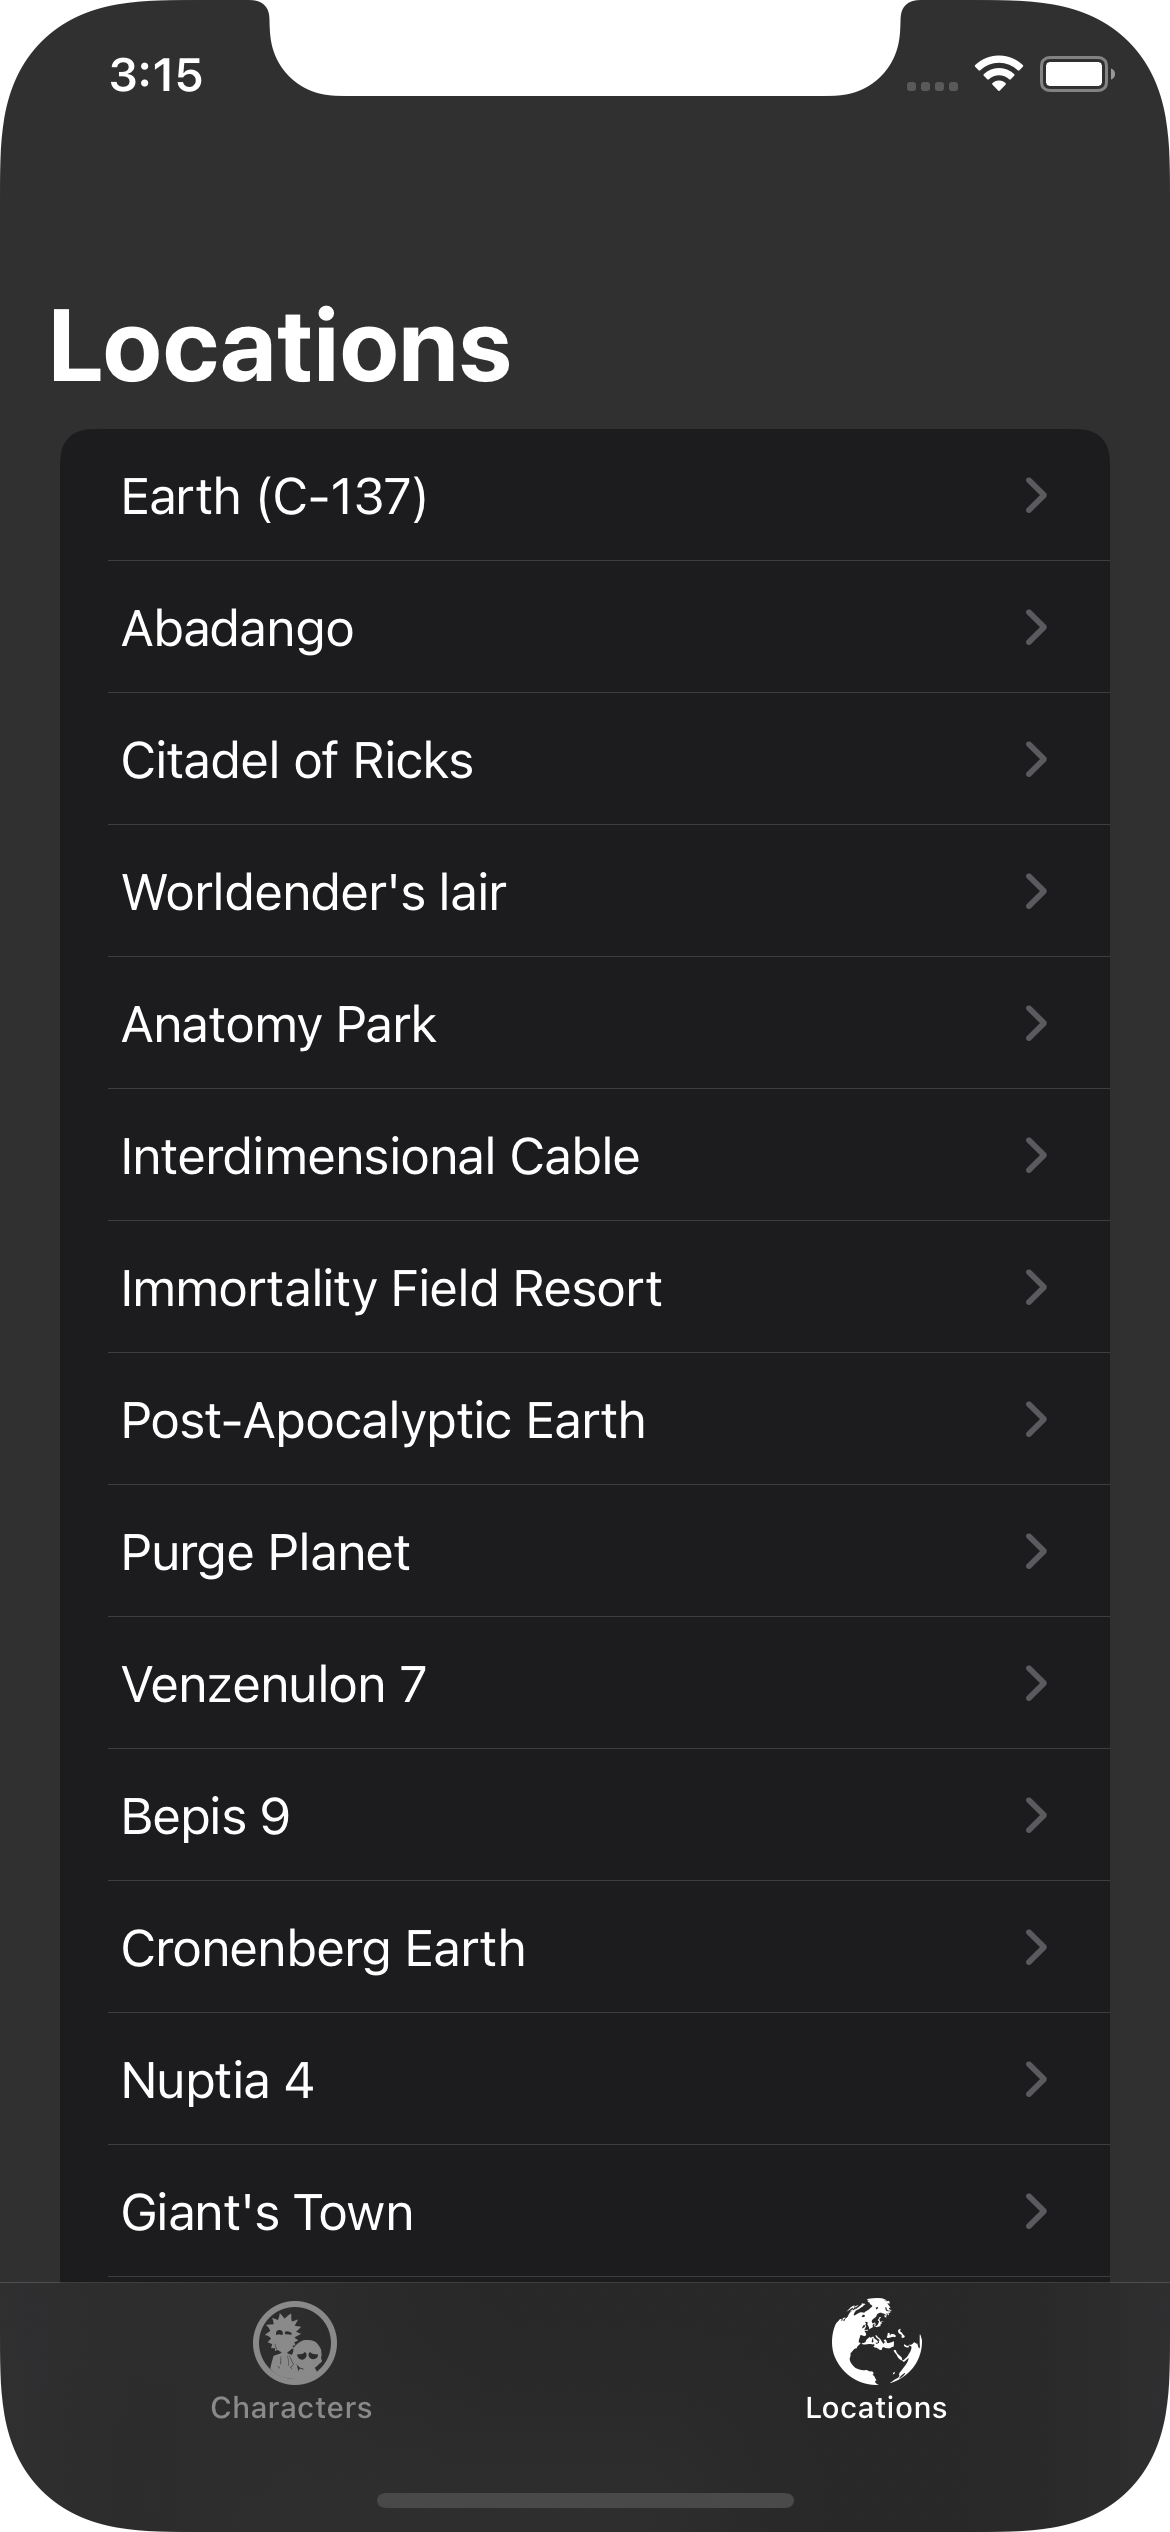 3:15
Locations
Earth (C-137)
Abadango
Citadel of Ricks
Worldender's lair
Anatomy Park
Interdimensional Cable
Immortality Field Resort
Post-Apocalyptic Earth
Purge Planet
Venzenulon 7
Bepis 9
Cronenberg Earth
Nuptia 4
Giant's Town
Characters
Locations